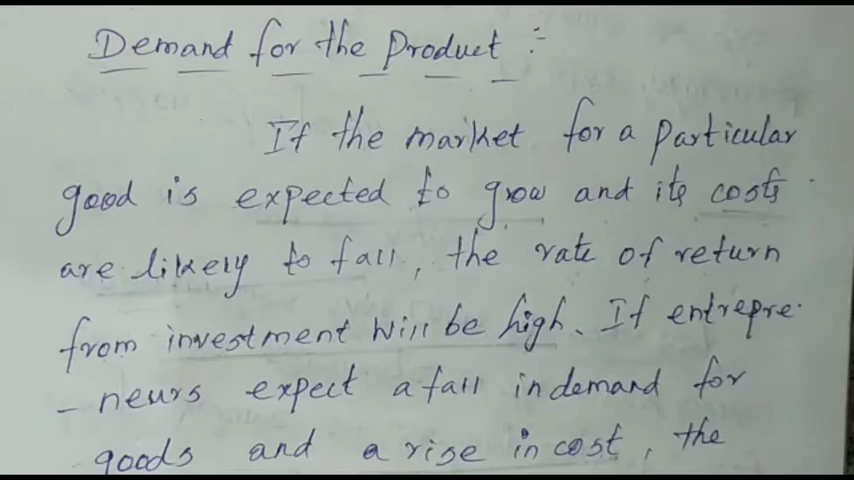 Demand for the Product :-
If the market for a particular
good is expected to grow and its costs
are likely to fall, the rate of return
from investment will be high. If entrepre-
- neurs expect a fall in demand for
goods and a rise in cost, the